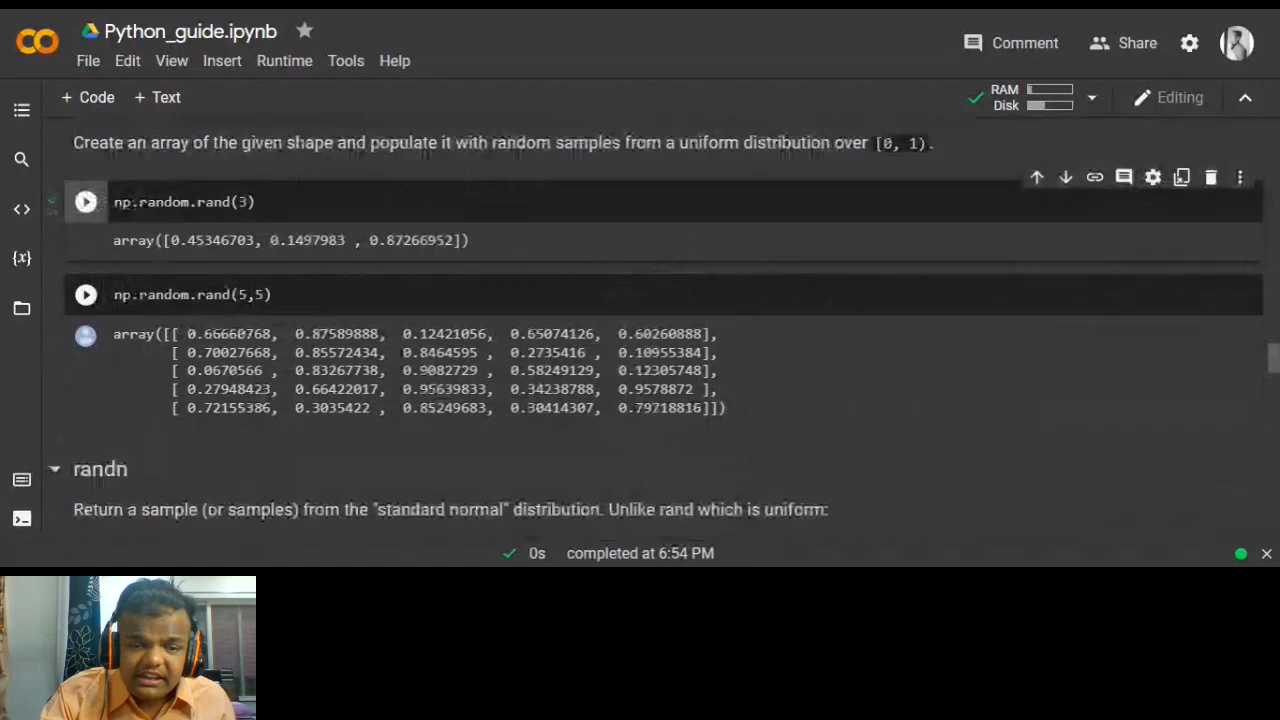 Python_guide.ipynb
Comment
Share
File Edit View Insert Runtime Tools Help
+ Code + Text
RAM
Disk
Editing
Create an array of the given shape and populate it with random samples from a uniform distribution over [0, 1).
np.random.rand(3)
array([0.45346703, 0.1497983 , 0.87266952])
np.random.rand(5,5)
array([[ 0.66660768, 0.87589888, 0.12421056, 0.65074126, 0.60260888],
[ 0.70027668, 0.85572434, 0.8464595 , 0.2735416 , 0.10955384],
[ 0.0670566 , 0.83267738, 0.9082729 , 0.58249129, 0.12305748],
[ 0.27948423, 0.66422017, 0.95639833, 0.34238788, 0.9578872 ],
[ 0.72155386, 0.3035422 , 0.85249683, 0.30414307, 0.79718816]])
randn
Return a sample (or samples) from the "standard normal" distribution. Unlike rand which is uniform:
0s completed at 6:54 PM